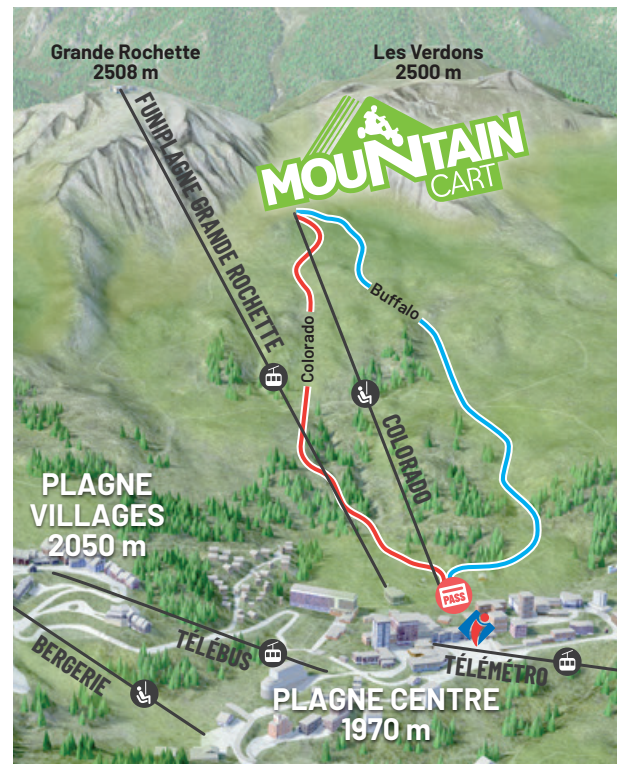 Grande Rochette
2508 m
Les Verdons
2500 m
FUNIPLAGNE GRANDE ROCHETTE
MOUNTAIN
CART
Buffalo
Colorado
COLORADO
PLAGNE
VILLAGES
2050 m
PASS
TÉLÉBUS
BERGERIE
TÉLÉMÉTRO
PLAGNE CENTRE
1970 m